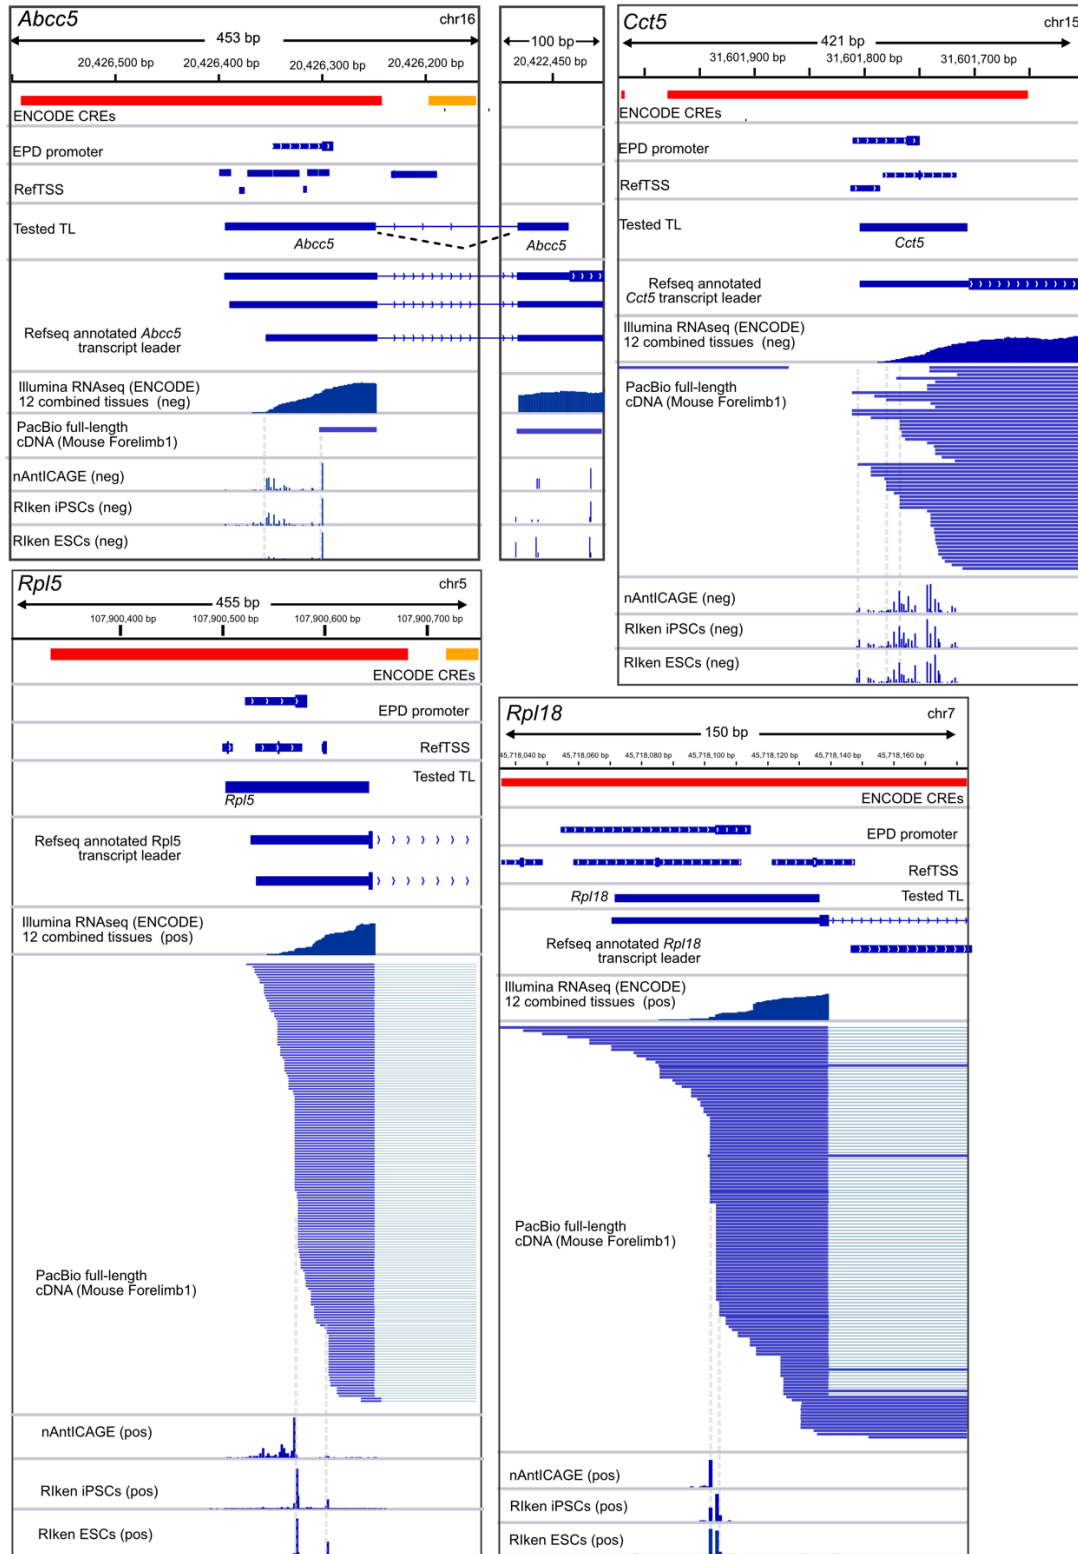 Abcc5
chr16
453 bp
100 bp
20,426,500 bp
20,426,400 bp
20,426,300 bp
20,426,200 bp
20,422,450 bp
ENCODE CREs
EPD promoter
RefTSS
Tested TL
Abcc5
Abcc5
Refseq annotated Abcc5
transcript leader
Illumina RNAseq (ENCODE)
12 combined tissues (neg)
PacBio full-length
cDNA (Mouse Forelimb1)
nAntICAGE (neg)
RIken iPSCs (neg)
RIken ESCs (neg)
Cct5
chr15
421 bp
31,601,900 bp
31,601,800 bp
31,601,700 bp
ENCODE CREs
EPD promoter
RefTSS
Tested TL
Cct5
Refseq annotated
Cct5 transcript leader
Illumina RNAseq (ENCODE)
12 combined tissues (neg)
PacBio full-length
cDNA (Mouse Forelimb1)
nAntICAGE (neg)
RIken iPSCs (neg)
RIken ESCs (neg)
Rpl5
chr5
455 bp
107,900,400 bp
107,900,500 bp
107,900,600 bp
107,900,700 bp
ENCODE CREs
EPD promoter
RefTSS
Tested TL
Rpl5
Refseq annotated Rpl5
transcript leader
Illumina RNAseq (ENCODE)
12 combined tissues (pos)
PacBio full-length
cDNA (Mouse Forelimb1)
nAntICAGE (pos)
RIken iPSCs (pos)
RIken ESCs (pos)
Rpl18
chr7
150 bp
45,718,040 bp
45,718,060 bp
45,718,080 bp
45,718,100 bp
45,718,120 bp
45,718,140 bp
45,718,160 bp
ENCODE CREs
EPD promoter
RefTSS
Rpl18
Tested TL
Refseq annotated Rpl18
transcript leader
Illumina RNAseq (ENCODE)
12 combined tissues (pos)
PacBio full-length
cDNA (Mouse Forelimb1)
nAntICAGE (pos)
RIken iPSCs (pos)
RIken ESCs (pos)